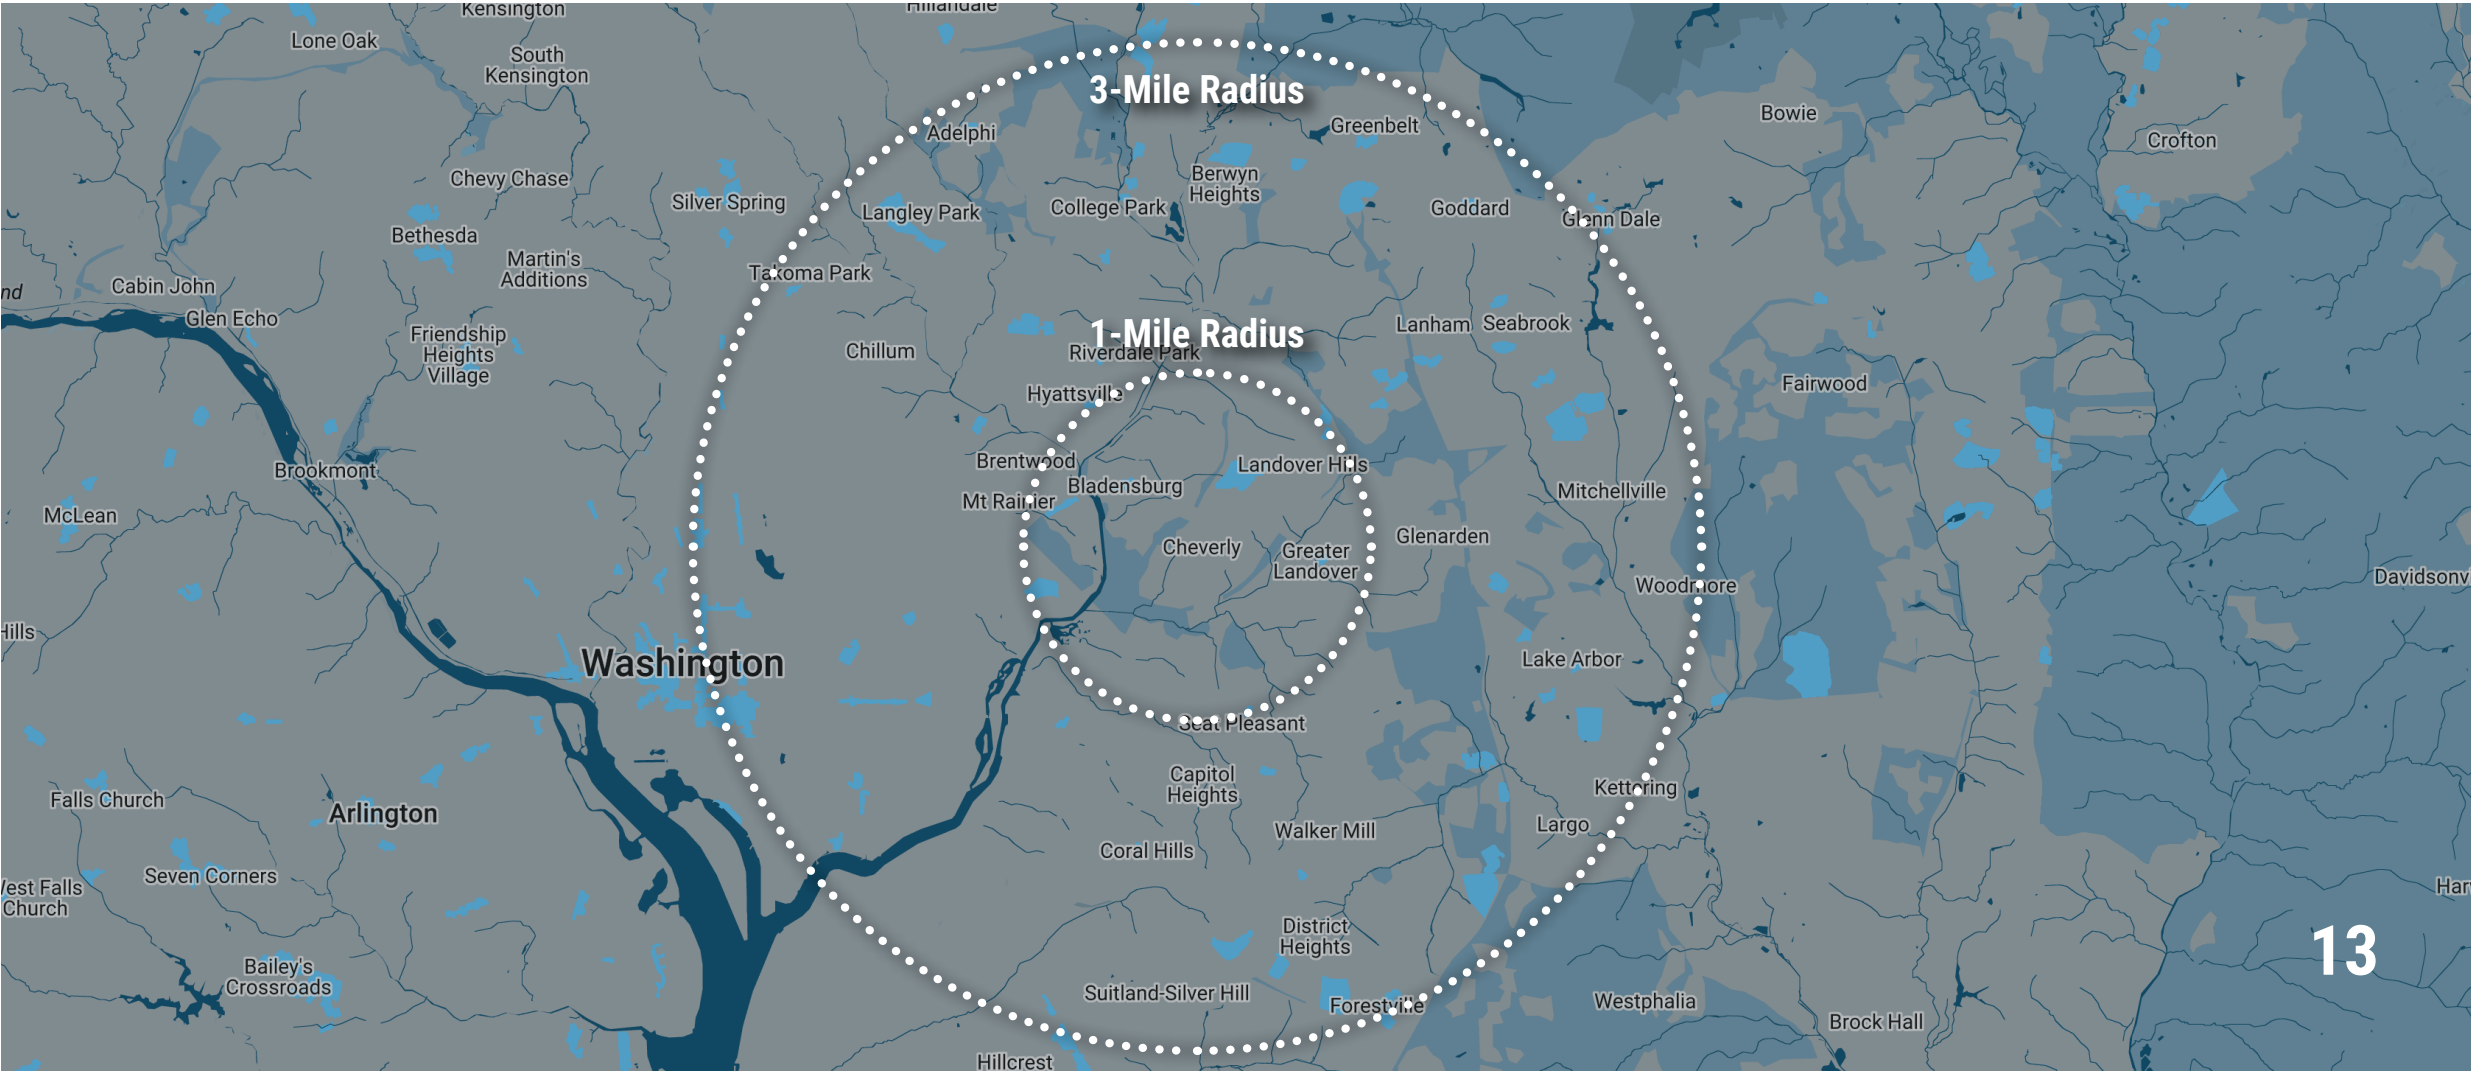 Kensington
Hillandale
Lone Oak
South
Kensington
3-Mile Radius
Bowie
Adelphi
Greenbelt
Crofton
Chevy Chase
Berwyn
Heights
Silver Spring
Langley Park
College Park
Goddard
Glenn Dale
Bethesda
Martin's
Additions
Takoma Park
Cabin John
nd
Glen Echo
Friendship
Heights
Village
1-Mile Radius
Lanham
Seabrook
Chillum
Riverdale Park
Fairwood
Hyattsville
Brentwood
Landover Hills
Brookmont
Bladensburg
Mitchellville
Mt Rainier
McLean
Glenarden
Cheverly
Greater
Landover
Davidsonv
Woodmore
Hills
Washington
Lake Arbor
Seat Pleasant
Capitol
Heights
Kettering
Falls Church
Arlington
Largo
Walker Mill
Coral Hills
Seven Corners
West Falls
Church
Har
District
Heights
13
Bailey's
Crossroads
Suitland-Silver Hill
Forestville
Westphalia
Brock Hall
Hillcrest